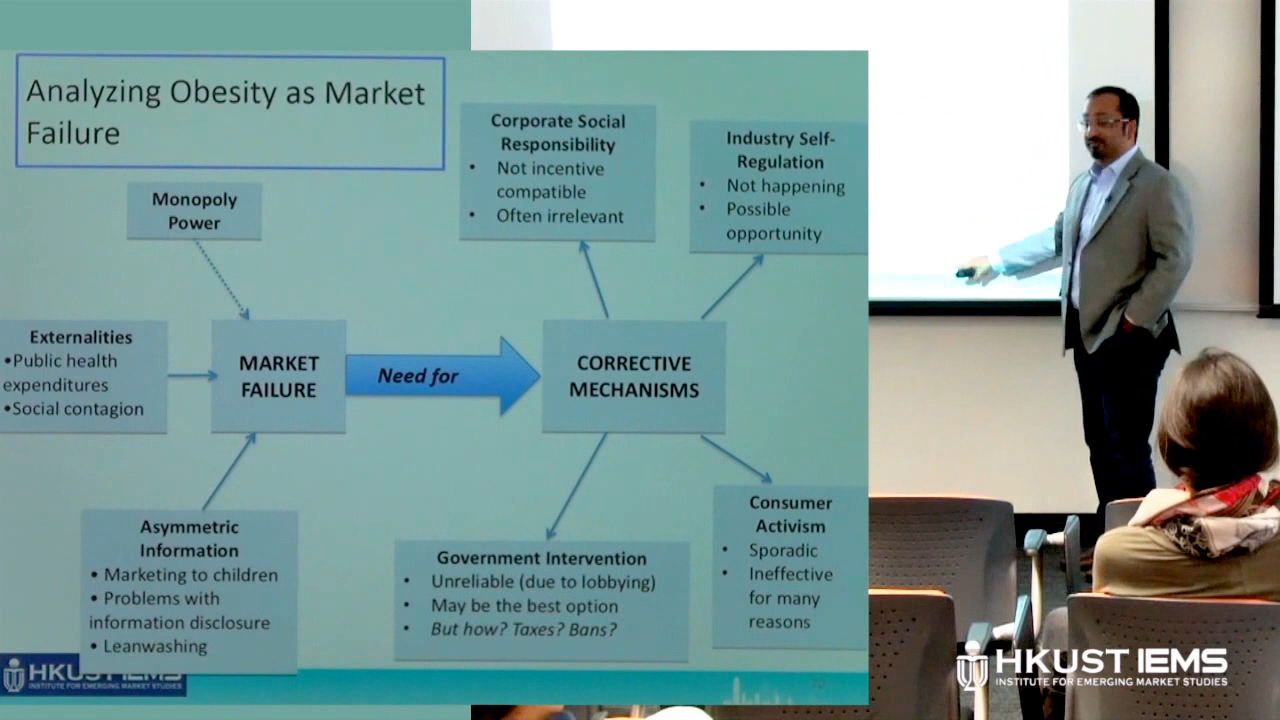 Analyzing Obesity as Market
Failure
Monopoly
Power
Corporate Social
Responsibility
• Not incentive
compatible
• Often irrelevant
Industry Self-
Regulation
• Not happening
• Possible
opportunity
Externalities
•Public health
expenditures
•Social contagion
MARKET
FAILURE
Need for
CORRECTIVE
MECHANISMS
Asymmetric
Information
• Marketing to children
• Problems with
information disclosure
• Leanwashing
Government Intervention
• Unreliable (due to lobbying)
• May be the best option
• But how? Taxes? Bans?
Consumer
Activism
• Sporadic
• Ineffective
for many
reasons
HKUST IEMS
INSTITUTE FOR EMERGING MARKET STUDIES
HKUST IEMS
INSTITUTE FOR EMERGING MARKET STUDIES